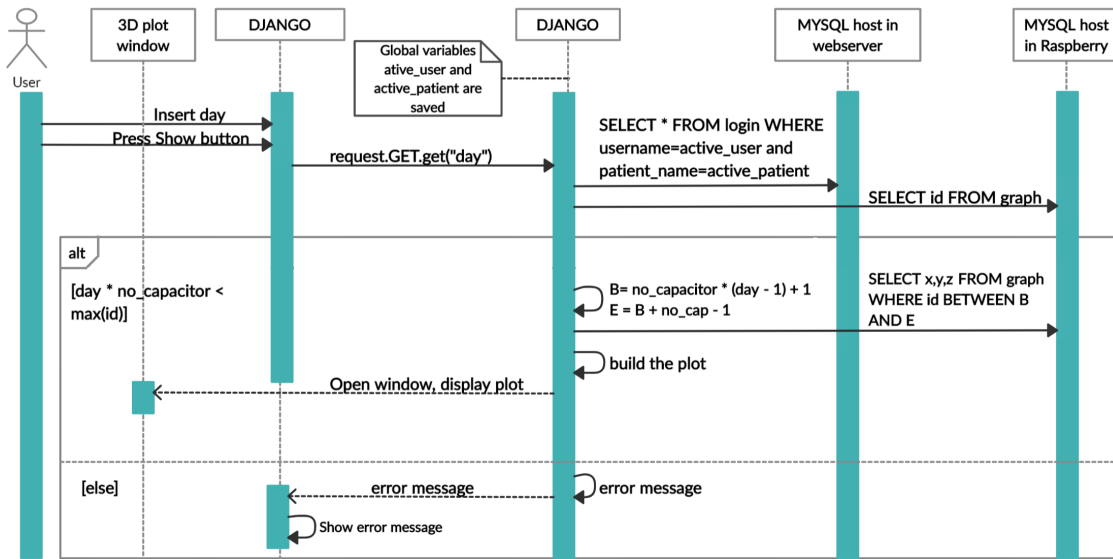 3D plot
window
DJANGO
DJANGO
MYSQL host in
webserver
MYSQL host
in Raspberry
Global variables
ative_user and
active_patient are
saved
User
Insert day
Press Show button
request.GET.get("day")
SELECT * FROM login WHERE
username=active_user and
patient_name=active_patient
SELECT id FROM graph
alt
[day * no_capacitor <
max(id)]
B= no_capacitor * (day - 1) + 1
E = B + no_cap - 1
SELECT x,y,z FROM graph
WHERE id BETWEEN B
AND E
build the plot
Open window, display plot
[else]
error message
error message
Show error message